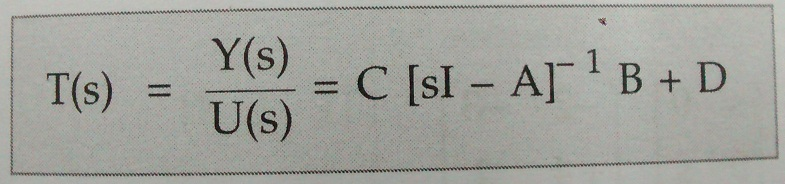 T(s) = Y(s)/U(s) = C [sI – A]⁻¹ B + D